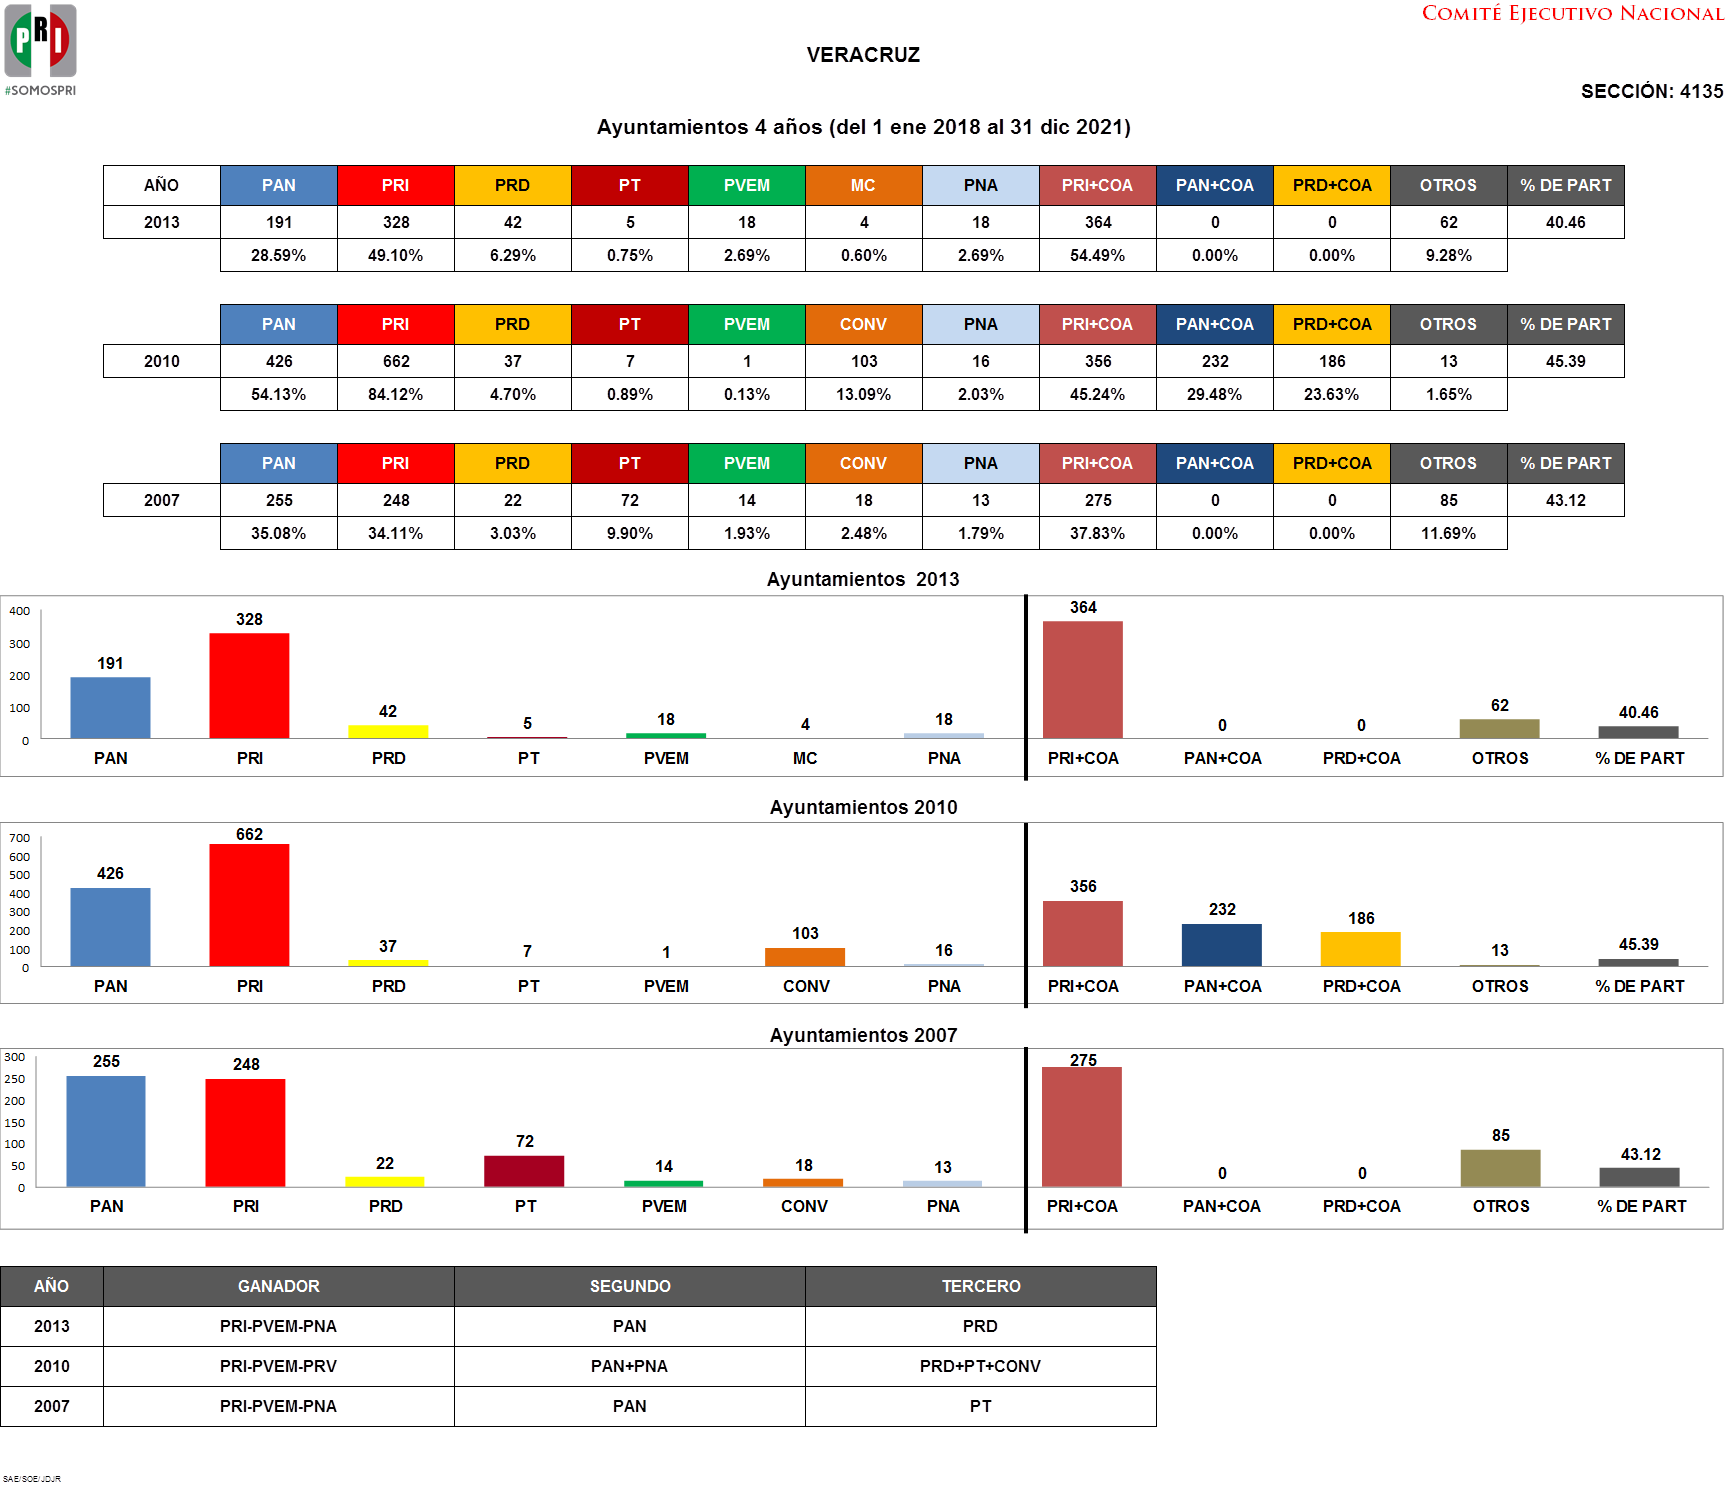 PRI
#SOMOSPRI
COMITÉ EJECUTIVO NACIONAL
VERACRUZ
SECCIÓN: 4135
Ayuntamientos 4 años (del 1 ene 2018 al 31 dic 2021)
AÑO PAN PRI PRD PT PVEM MC PNA PRI+COA PAN+COA PRD+COA OTROS % DE PART
2013 191 328 42 5 18 4 18 364 0 0 62 40.46
28.59% 49.10% 6.29% 0.75% 2.69% 0.60% 2.69% 54.49% 0.00% 0.00% 9.28%
PAN PRI PRD PT PVEM CONV PNA PRI+COA PAN+COA PRD+COA OTROS % DE PART
2010 426 662 37 7 1 103 16 356 232 186 13 45.39
54.13% 84.12% 4.70% 0.89% 0.13% 13.09% 2.03% 45.24% 29.48% 23.63% 1.65%
PAN PRI PRD PT PVEM CONV PNA PRI+COA PAN+COA PRD+COA OTROS % DE PART
2007 255 248 22 72 14 18 13 275 0 0 85 43.12
35.08% 34.11% 3.03% 9.90% 1.93% 2.48% 1.79% 37.83% 0.00% 0.00% 11.69%
Ayuntamientos 2013
400
300
200
100
0
191 328 42 5 18 4 18 364 0 0 62 40.46
PAN PRI PRD PT PVEM MC PNA PRI+COA PAN+COA PRD+COA OTROS % DE PART
Ayuntamientos 2010
700
600
500
400
300
200
100
0
426 662 37 7 1 103 16 356 232 186 13 45.39
PAN PRI PRD PT PVEM CONV PNA PRI+COA PAN+COA PRD+COA OTROS % DE PART
Ayuntamientos 2007
300
250
200
150
100
50
0
255 248 22 72 14 18 13 275 0 0 85 43.12
PAN PRI PRD PT PVEM CONV PNA PRI+COA PAN+COA PRD+COA OTROS % DE PART
AÑO GANADOR SEGUNDO TERCERO
2013 PRI-PVEM-PNA PAN PRD
2010 PRI-PVEM-PRV PAN+PNA PRD+PT+CONV
2007 PRI-PVEM-PNA PAN PT
SAE/SOE/JDJR